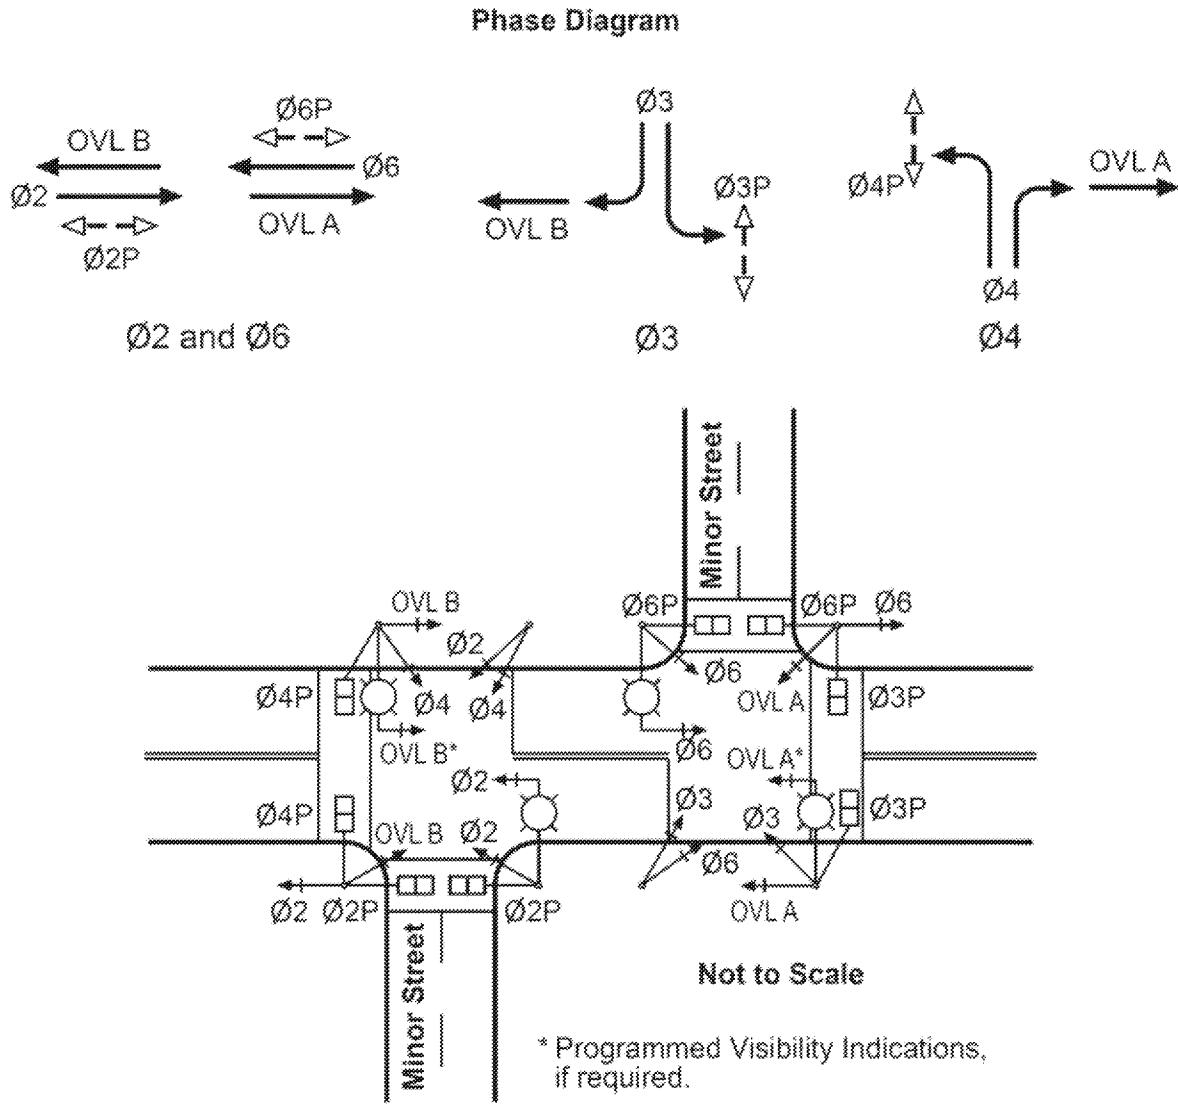 Phase Diagram
OVL B
Ø2
Ø2P
Ø6P
Ø6
OVL A
Ø2 and Ø6
Ø3
OVL B
Ø3P
Ø3
Ø4P
OVL A
Ø4
Ø4
Minor Street
OVL B
Ø2
Ø6P
Ø6P
Ø6
Ø4P
Ø4
Ø4
Ø6
OVL A
Ø3P
OVL B*
Ø6
Ø2
OVL A*
Ø4P
OVL B
Ø2
Ø3
Ø3
Ø3P
Ø6
Ø2
Ø2P
Ø2P
OVL A
Minor Street
Not to Scale
* Programmed Visibility Indications,
if required.